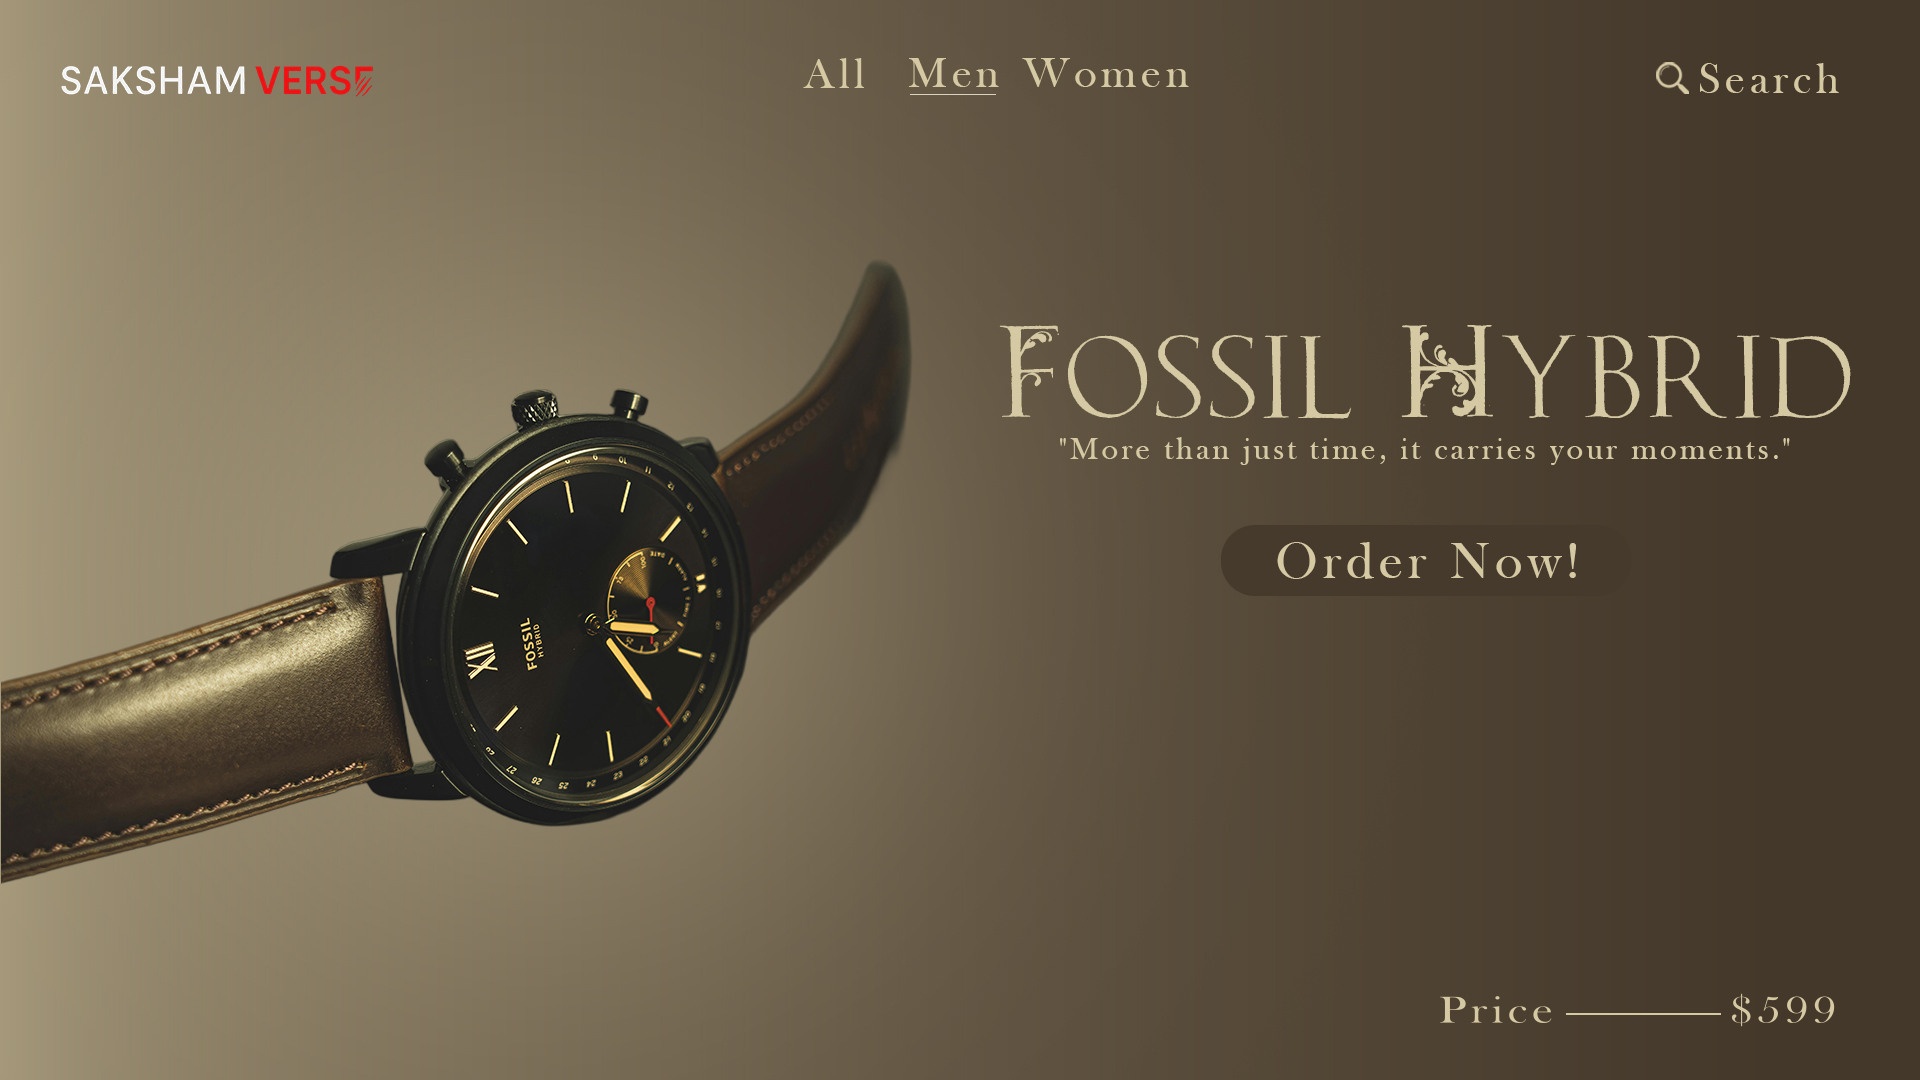 SAKSHAM VERSE
All Men Women
Search
FOSSIL HYBRID
"More than just time, it carries your moments."
Order Now!
FOSSIL
HYBRID
XII
Price $599